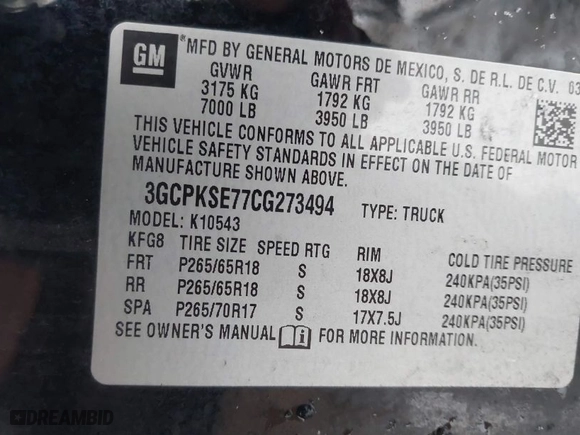 GM
MFD BY GENERAL MOTORS DE MEXICO, S. DE R.L. DE C.V. 03
GVWR GAWR FRT GAWR RR
3175 KG 1792 KG 1792 KG
7000 LB 3950 LB 3950 LB
THIS VEHICLE CONFORMS TO ALL APPLICABLE U.S. FEDERAL MOTOR
VEHICLE SAFETY STANDARDS IN EFFECT ON THE DATE OF
MANUFACTURE SHOWN ABOVE.
3GCPKSE77CG273494 TYPE: TRUCK
MODEL: K10543
KFG8 TIRE SIZE SPEED RTG RIM COLD TIRE PRESSURE
FRT P265/65R18 S 18X8J 240KPA(35PSI)
RR P265/65R18 S 18X8J 240KPA(35PSI)
SPA P265/70R17 S 17X7.5J 240KPA(35PSI)
SEE OWNER'S MANUAL FOR MORE INFORMATION.
DREAMBID